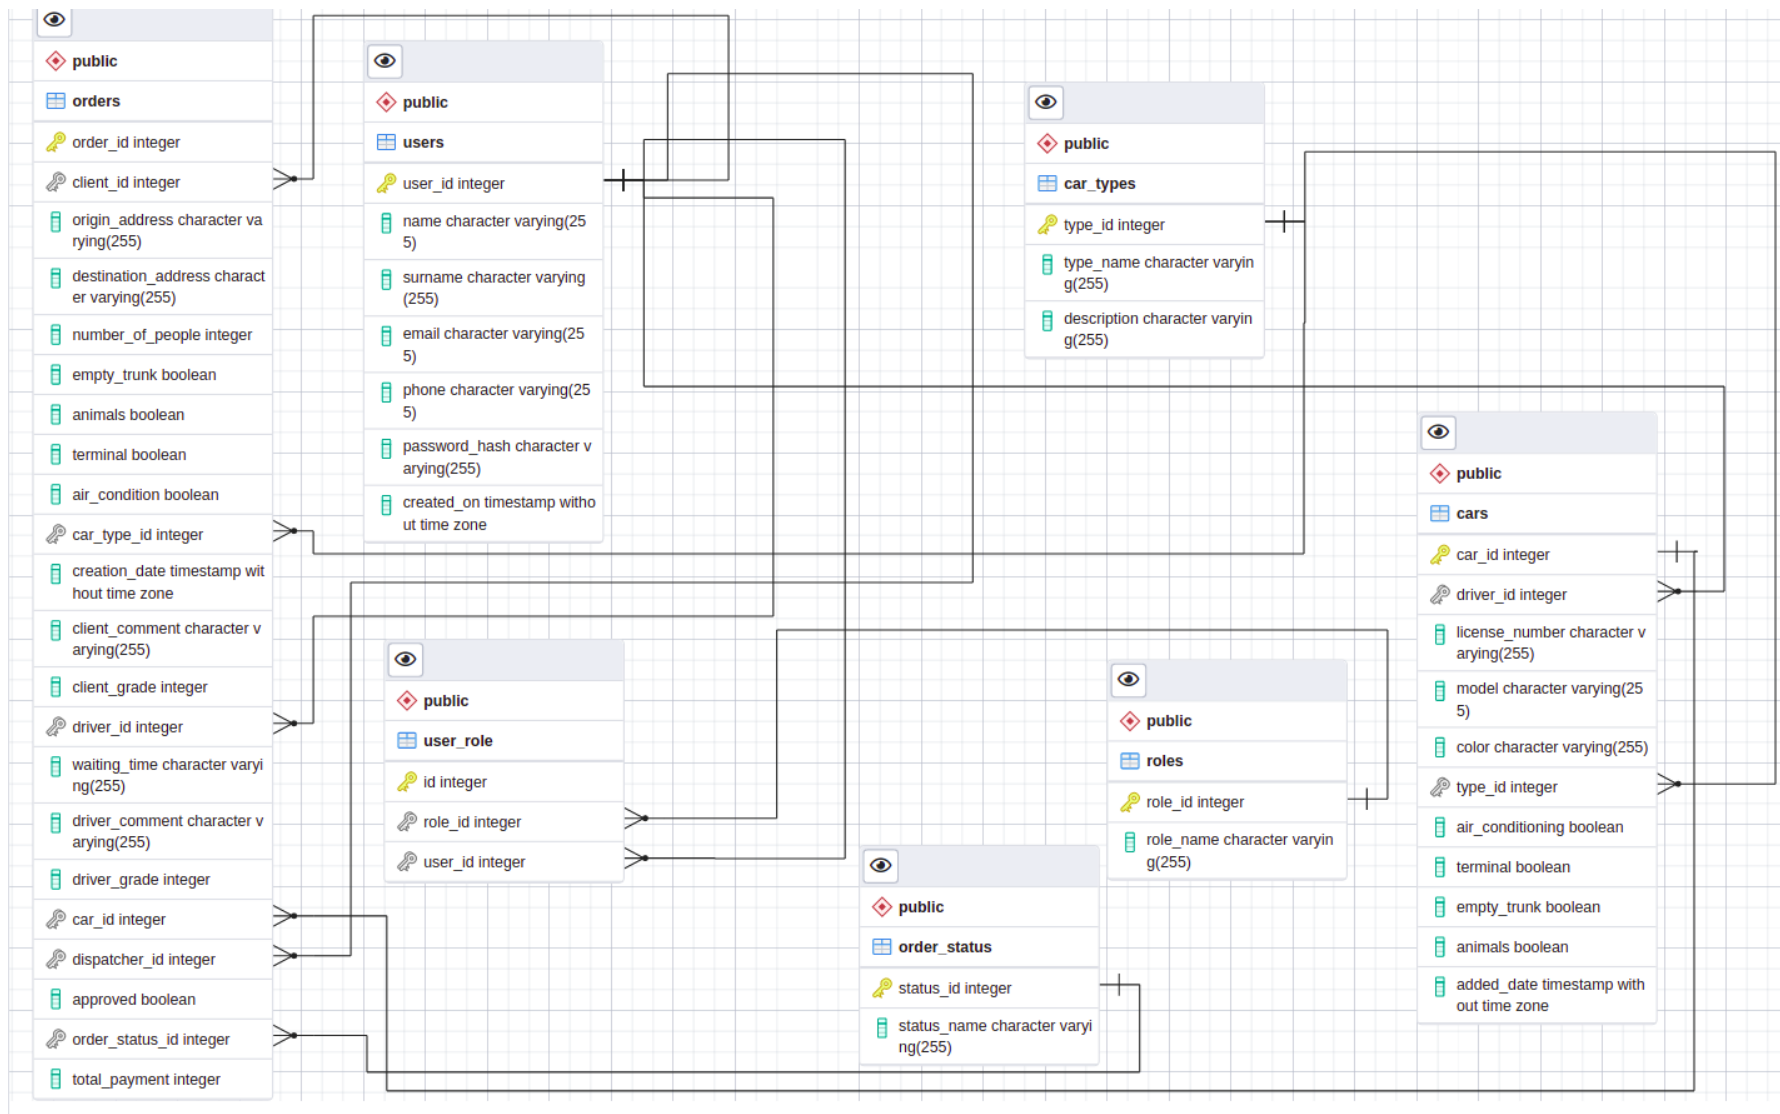 public
orders
order_id integer
client_id integer
origin_address character va
rying(255)
destination_address charact
er varying(255)
number_of_people integer
empty_trunk boolean
animals boolean
terminal boolean
air_condition boolean
car_type_id integer
creation_date timestamp wit
hout time zone
client_comment character v
arying(255)
client_grade integer
driver_id integer
waiting_time character varyi
ng(255)
driver_comment character v
arying(255)
driver_grade integer
car_id integer
dispatcher_id integer
approved boolean
order_status_id integer
total_payment integer
public
users
user_id integer
name character varying(25
5)
surname character varying
(255)
email character varying(25
5)
phone character varying(25
5)
password_hash character v
arying(255)
created_on timestamp witho
ut time zone
public
user_role
id integer
role_id integer
user_id integer
public
order_status
status_id integer
status_name character varyi
ng(255)
public
car_types
type_id integer
type_name character varyin
g(255)
description character varyin
g(255)
public
roles
role_id integer
role_name character varyin
g(255)
public
cars
car_id integer
driver_id integer
license_number character v
arying(255)
model character varying(25
5)
color character varying(255)
type_id integer
air_conditioning boolean
terminal boolean
empty_trunk boolean
animals boolean
added_date timestamp with
out time zone